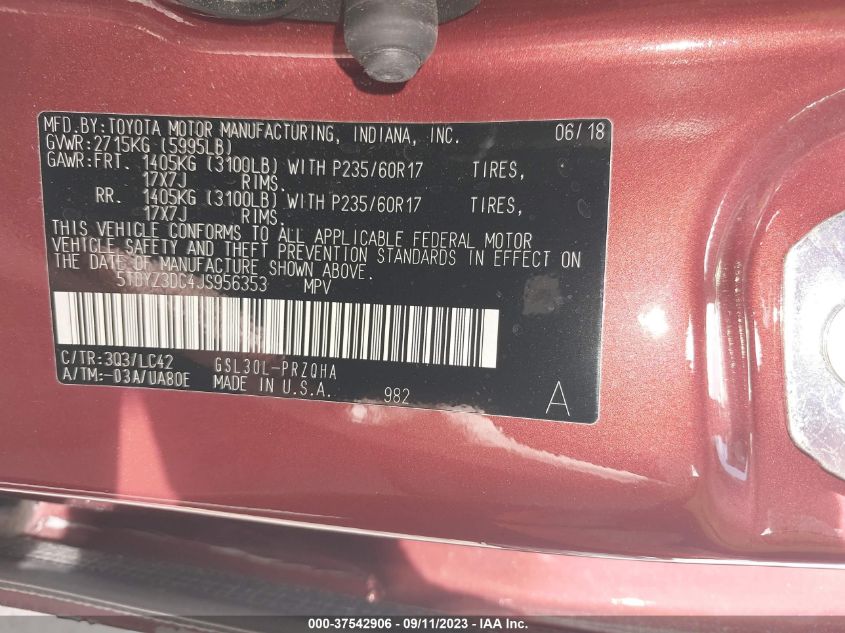 MFD.BY:TOYOTA MOTOR MANUFACTURING, INDIANA, INC. 06/18
GVWR:2715KG (5995LB)
GAWR:FRT. 1405KG (3100LB) WITH P235/60R17 TIRES,
17X7J RIMS.
RR. 1405KG (3100LB) WITH P235/60R17 TIRES,
17X7J RIMS.
THIS VEHICLE CONFORMS TO ALL APPLICABLE FEDERAL MOTOR
VEHICLE SAFETY AND THEFT PREVENTION STANDARDS IN EFFECT ON
THE DATE OF MANUFACTURE SHOWN ABOVE.
5TDYZ3DC4JS956353 MPV
C/TR:3Q3/LC42 GSL30L-PRZQHA
A/TM:-03A/UA80E MADE IN U.S.A. 982 A
000-37542906 - 09/11/2023 - IAA Inc.